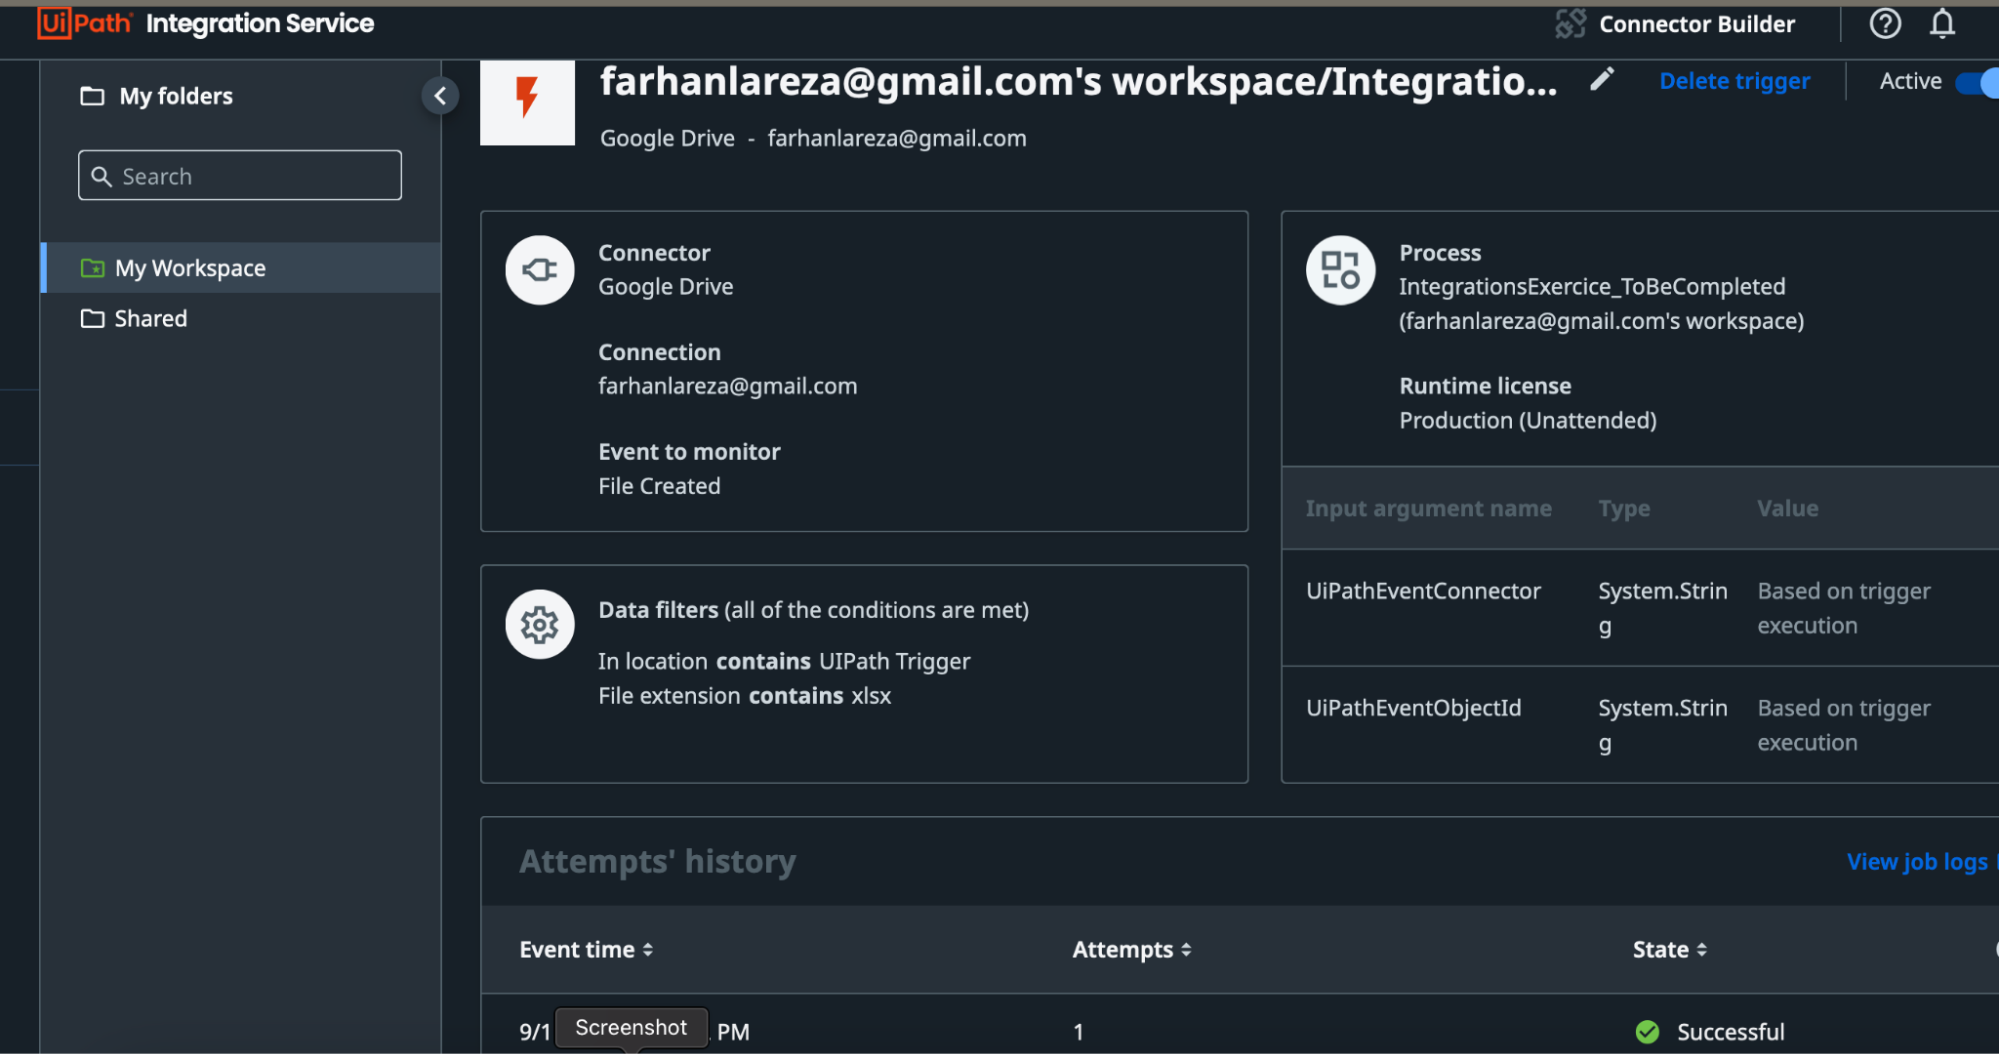 UiPath Integration Service
Connector Builder
My folders
Search
My Workspace
Shared
farhanlareza@gmail.com's workspace/Integratio...
Delete trigger
Active
Google Drive - farhanlareza@gmail.com
Connector
Google Drive
Connection
farhanlareza@gmail.com
Event to monitor
File Created
Process
IntegrationsExercice_ToBeCompleted
(farhanlareza@gmail.com's workspace)
Runtime license
Production (Unattended)
Input argument name Type Value
UiPathEventConnector System.Strin Based on trigger
g execution
UiPathEventObjectId System.Strin Based on trigger
g execution
Data filters (all of the conditions are met)
In location contains UIPath Trigger
File extension contains xlsx
Attempts' history
View job logs
Event time Attempts State
9/1 Screenshot PM 1 Successful